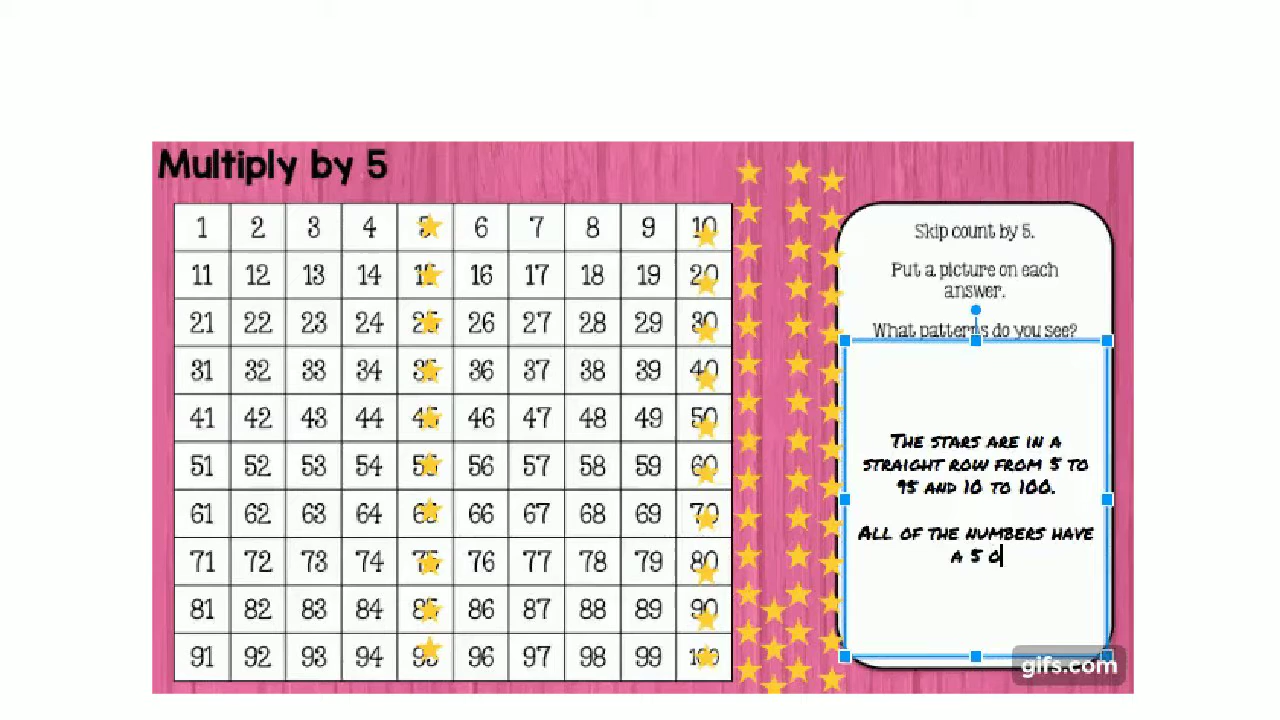 Multiply by 5
1 2 3 4 5 6 7 8 9 10
11 12 13 14 15 16 17 18 19 20
21 22 23 24 25 26 27 28 29 30
31 32 33 34 35 36 37 38 39 40
41 42 43 44 45 46 47 48 49 50
51 52 53 54 55 56 57 58 59 60
61 62 63 64 65 66 67 68 69 70
71 72 73 74 75 76 77 78 79 80
81 82 83 84 85 86 87 88 89 90
91 92 93 94 95 96 97 98 99 100
Skip count by 5.
Put a picture on each
answer.
What patterns do you see?
The stars are in a
straight row from 5 to
95 and 10 to 100.
All of the numbers have
a 5 o
gifs.com